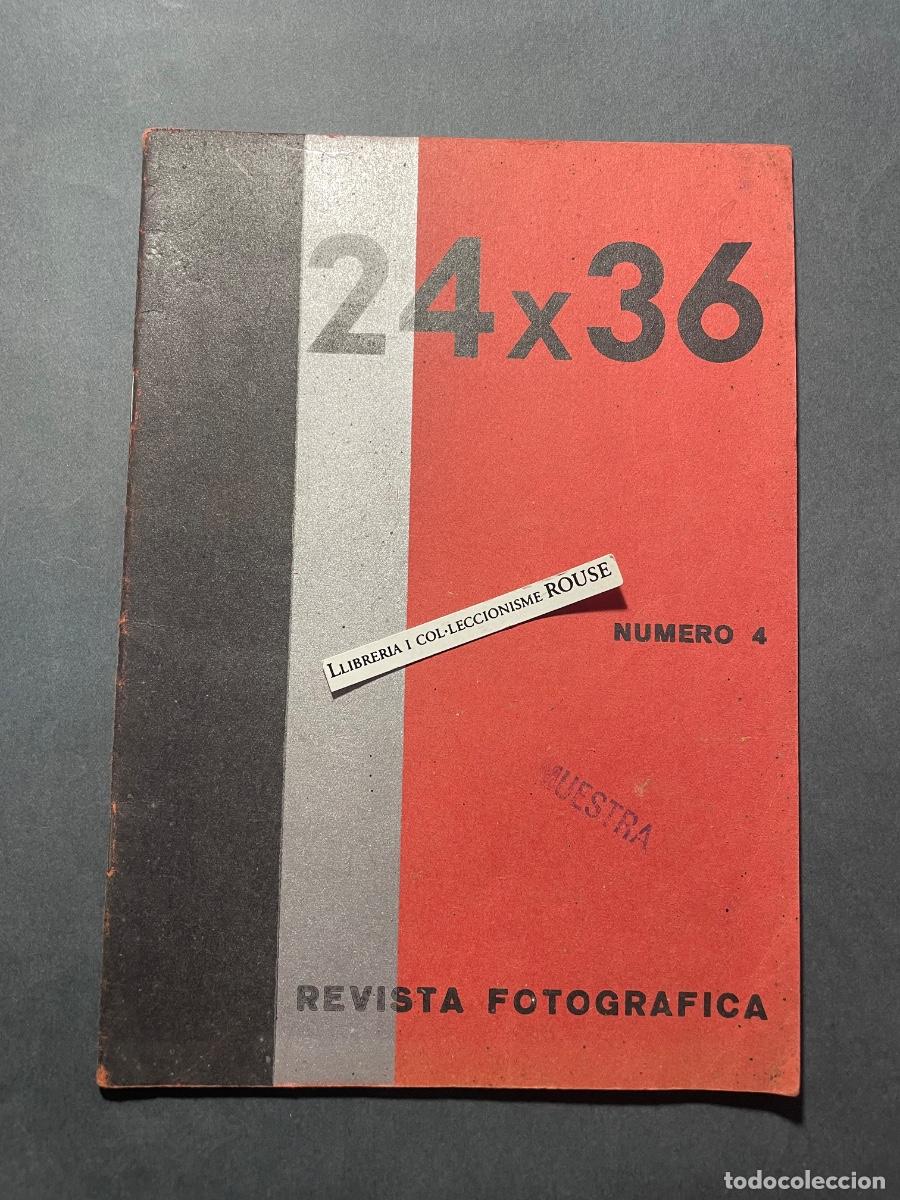 24x36
LLIBRERIA I COL·LECCIONISME ROUSE
NUMERO 4
MUESTRA
REVISTA FOTOGRAFICA
todocoleccion